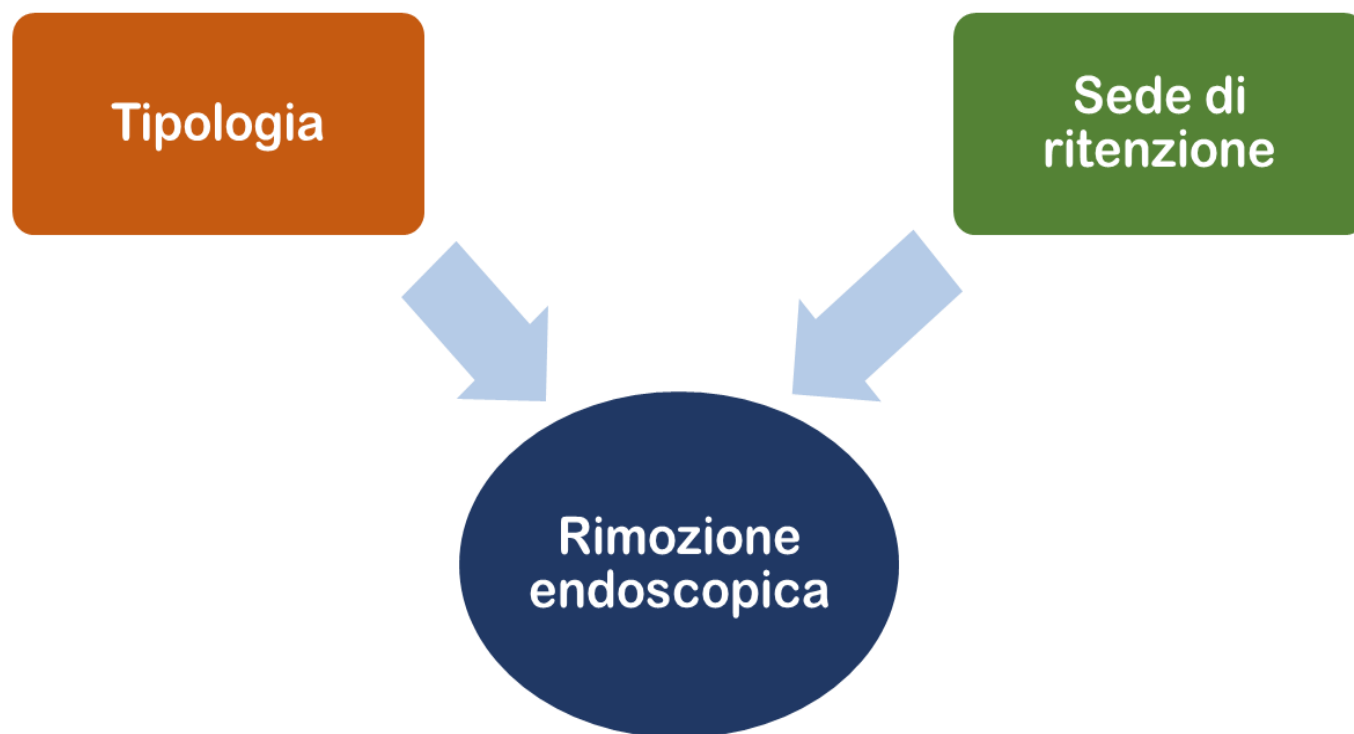 Tipologia
Sede di
ritenzione
Rimozione
endoscopica